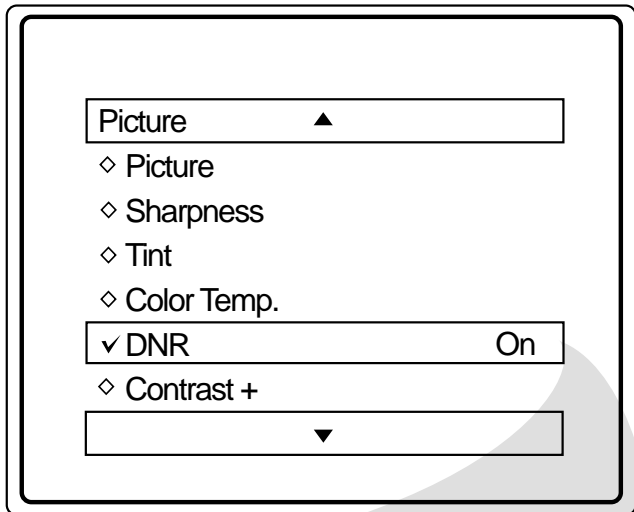 Picture ▲
◇ Picture
◇ Sharpness
◇ Tint
◇ Color Temp.
✓ DNR On
◇ Contrast +
▼